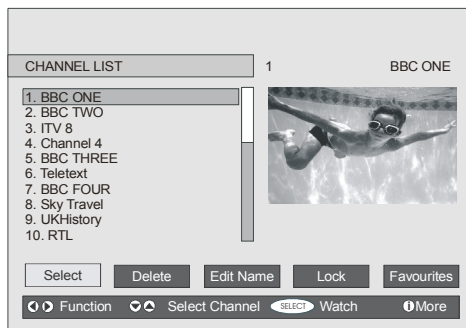 CHANNEL LIST
1 BBC ONE
1. BBC ONE
2. BBC TWO
3. ITV 8
4. Channel 4
5. BBC THREE
6. Teletext
7. BBC FOUR
8. Sky Travel
9. UKHistory
10. RTL
Select Delete Edit Name Lock Favourites
Function Select Channel SELECT Watch i More